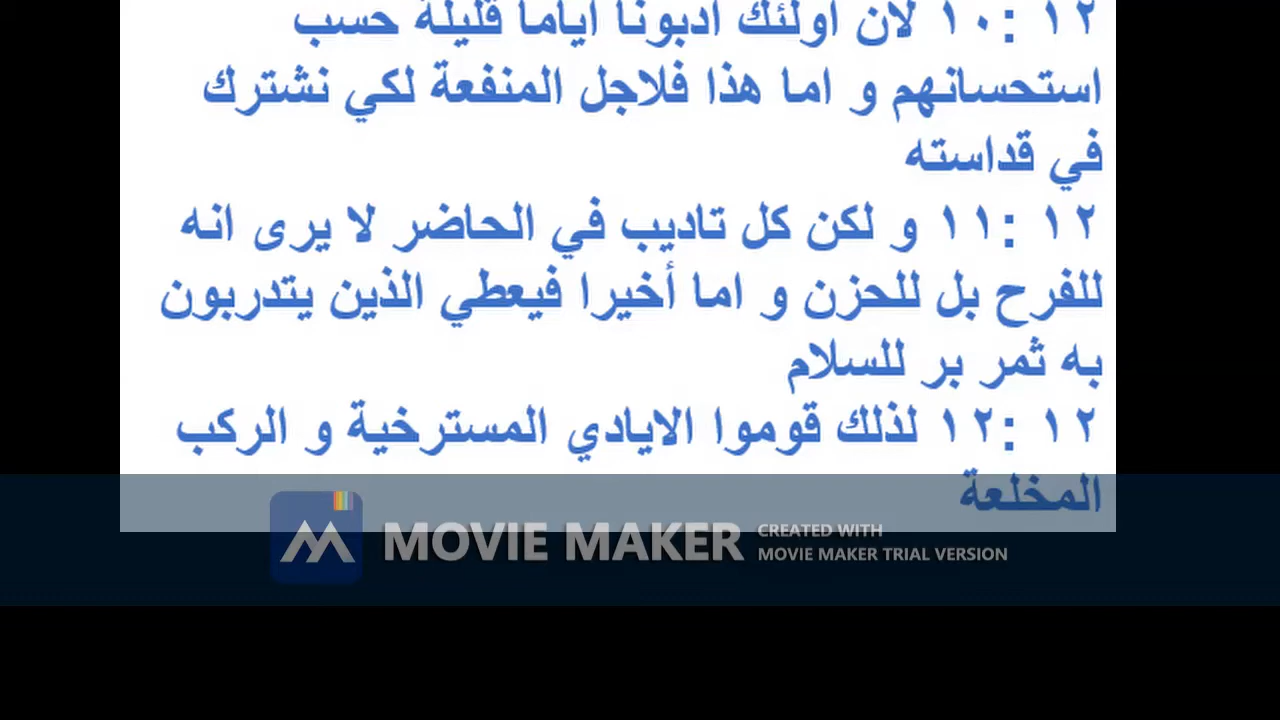 ١٢ :١٠ لان اولئك ادبونا اياما قليلة حسب
استحسانهم و اما هذا فلاجل المنفعة لكي نشترك
في قداسته
١٢ :١١ و لكن كل تاديب في الحاضر لا يرى انه
للفرح بل للحزن و اما أخيرا فيعطي الذين يتدربون
به ثمر بر للسلام
١٢ :١٢ لذلك قوموا الايادي المسترخية و الركب
المخلعة
MOVIE MAKER
CREATED WITH
MOVIE MAKER TRIAL VERSION